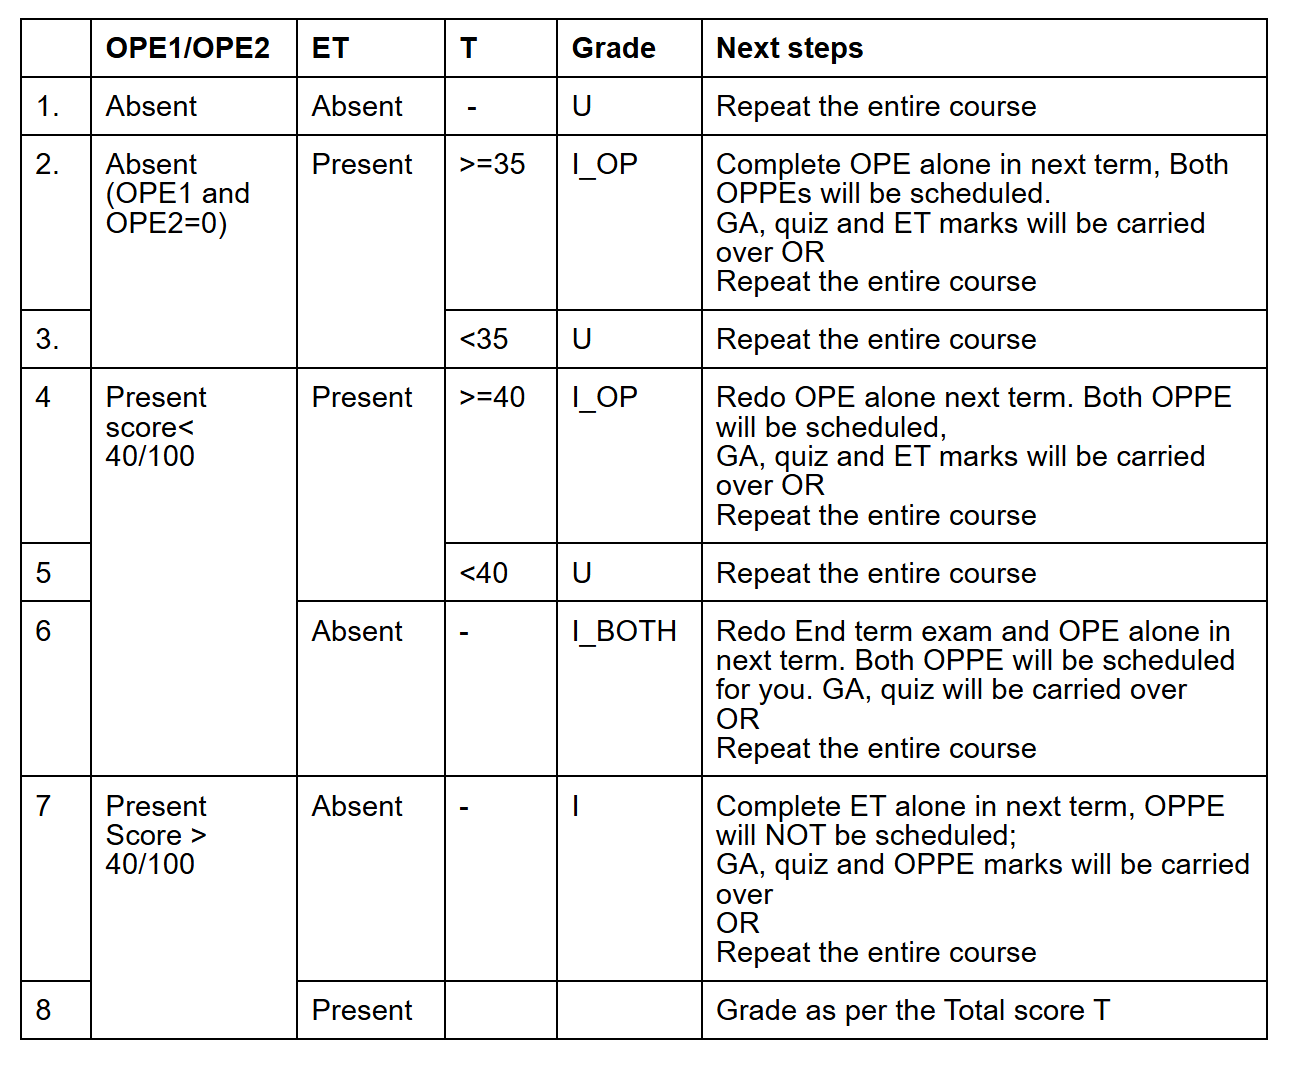 OPE1/OPE2 ET T Grade Next steps
1. Absent Absent - U Repeat the entire course
2. Absent Present >=35 I_OP Complete OPE alone in next term, Both
(OPE1 and OPPEs will be scheduled.
OPE2=0) GA, quiz and ET marks will be carried
over OR
Repeat the entire course
3. <35 U Repeat the entire course
4 Present Present >=40 I_OP Redo OPE alone next term. Both OPPE
score< will be scheduled,
40/100 GA, quiz and ET marks will be carried
over OR
Repeat the entire course
5 <40 U Repeat the entire course
6 Absent - I_BOTH Redo End term exam and OPE alone in
next term. Both OPPE will be scheduled
for you. GA, quiz will be carried over
OR
Repeat the entire course
7 Present Absent - I Complete ET alone in next term, OPPE
Score > will NOT be scheduled;
40/100 GA, quiz and OPPE marks will be carried
over
OR
Repeat the entire course
8 Present Grade as per the Total score T